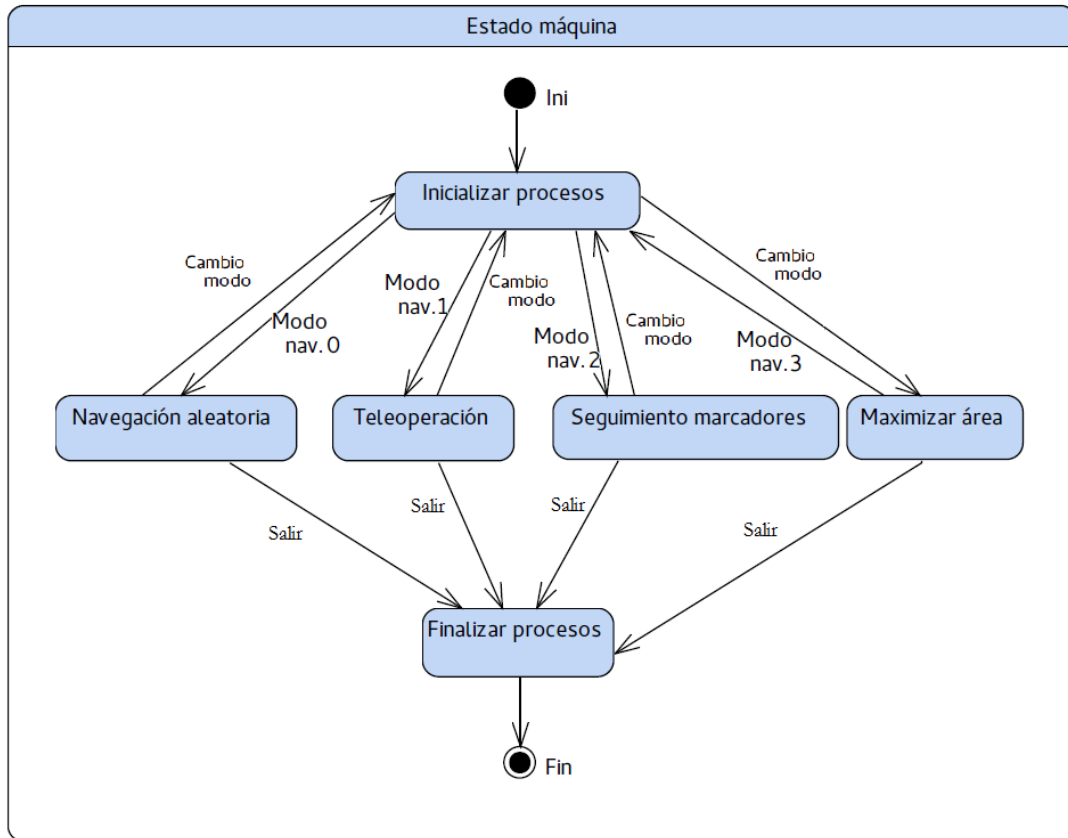 Estado máquina
Ini
Inicializar procesos
Cambio
modo
Modo
nav.0
Modo
nav.1
Cambio
modo
Modo
nav.2
Cambio
modo
Modo
nav.3
Cambio
modo
Navegación aleatoria
Teleoperación
Seguimiento marcadores
Maximizar área
Salir
Salir
Salir
Salir
Finalizar procesos
Fin